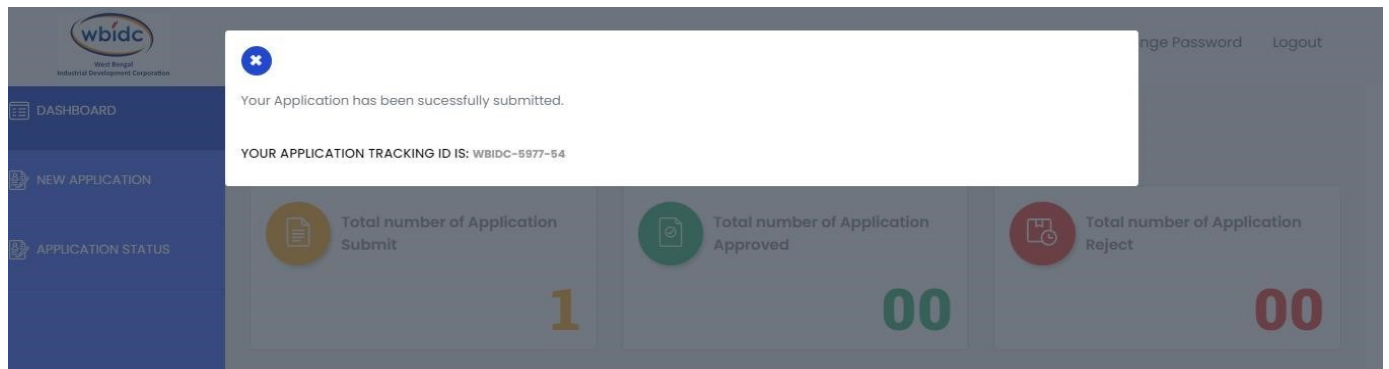 wbidc
West Bengal
Industrial Development Corporation
nge Password Logout
Your Application has been sucessfully submitted.
YOUR APPLICATION TRACKING ID IS: WBIDC-5977-54
DASHBOARD
NEW APPLICATION
APPLICATION STATUS
Total number of Application
Submit
1
Total number of Application
Approved
00
Total number of Application
Reject
00